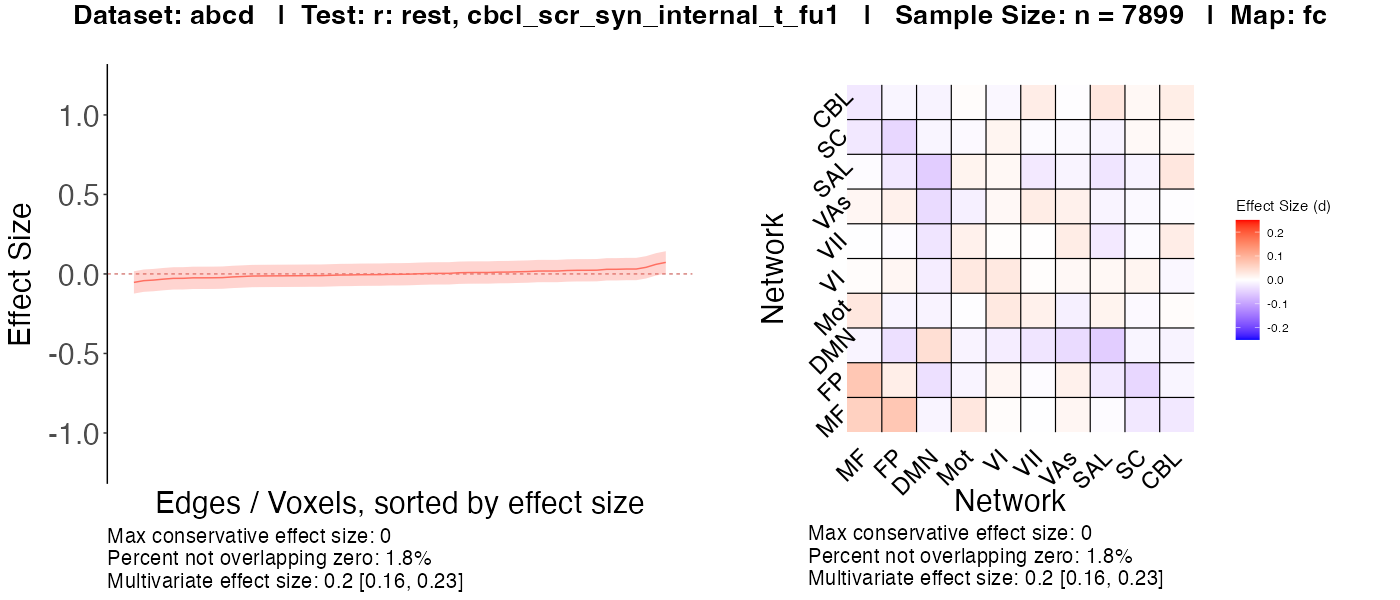 Dataset: abcd | Test: r: rest, cbcl_scr_syn_internal_t_fu1 | Sample Size: n = 7899 | Map: fc
Effect Size
1.0
0.5
0.0
-0.5
-1.0
Edges / Voxels, sorted by effect size
Max conservative effect size: 0
Percent not overlapping zero: 1.8%
Multivariate effect size: 0.2 [0.16, 0.23]
Network
CBL
SC
SAL
VAs
VII
VI
Mot
DMN
FP
MF
MF
FP
DMN
Mot
VI
VII
VAs
SAL
SC
CBL
Network
Max conservative effect size: 0
Percent not overlapping zero: 1.8%
Multivariate effect size: 0.2 [0.16, 0.23]
Effect Size (d)
0.2
0.1
0.0
-0.1
-0.2